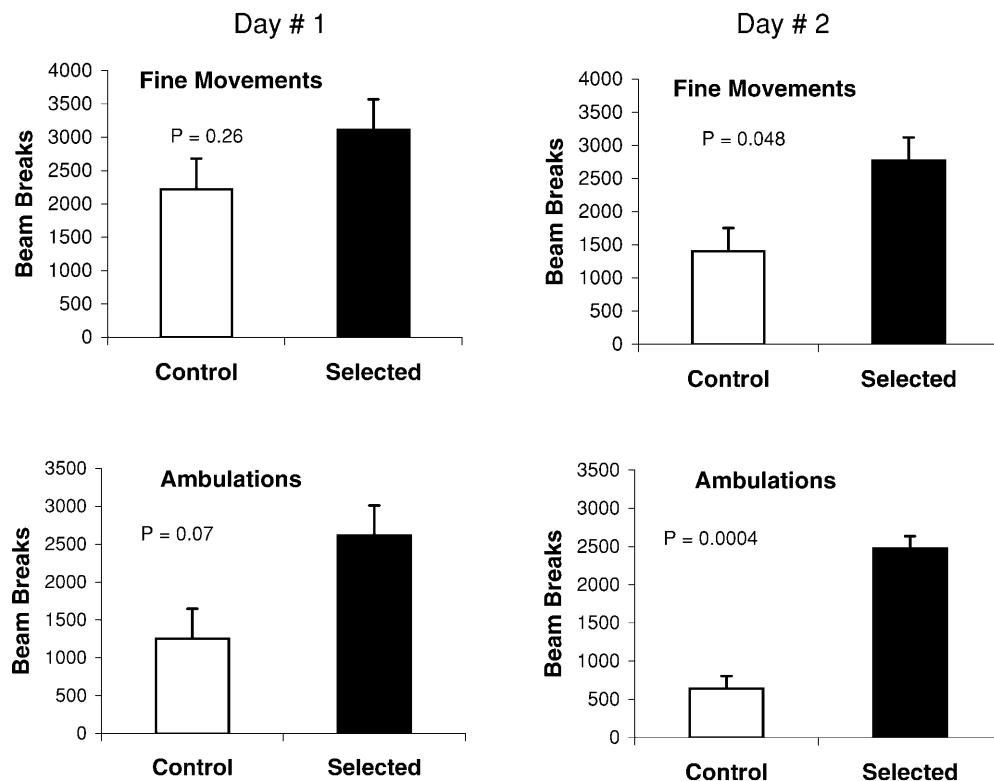 Day # 1
Fine Movements
P = 0.26
Beam Breaks
4000
3500
3000
2500
2000
1500
1000
500
0
Control Selected
Day # 2
Fine Movements
P = 0.048
Beam Breaks
4000
3500
3000
2500
2000
1500
1000
500
0
Control Selected
Ambulations
P = 0.07
Beam Breaks
3500
3000
2500
2000
1500
1000
500
0
Control Selected
Ambulations
P = 0.0004
Beam Breaks
3500
3000
2500
2000
1500
1000
500
0
Control Selected